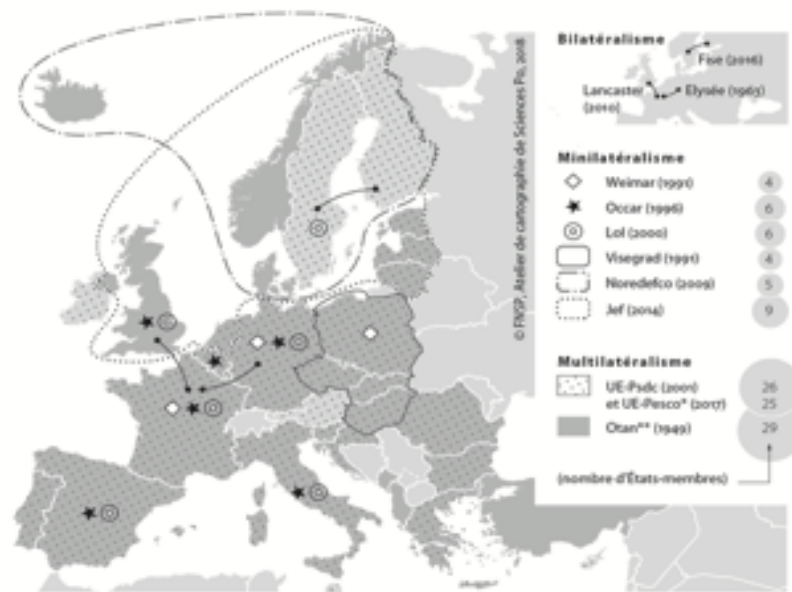 © FNSP, Atelier de cartographie de Sciences Po, 2018
Bilatéralisme
Fise (2016)
Lancaster
(2010)
Elysée (1963)
Minilatéralisme
Weimar (1991) 4
Occar (1996) 6
LoI (2000) 6
Visegrad (1991) 4
Noredefco (2009) 5
Jef (2014) 9
Multilatéralisme
UE-Psdc (2001) 26
et UE-Pesco* (2017) 25
Otan** (1949) 29
(nombre d'États-membres)